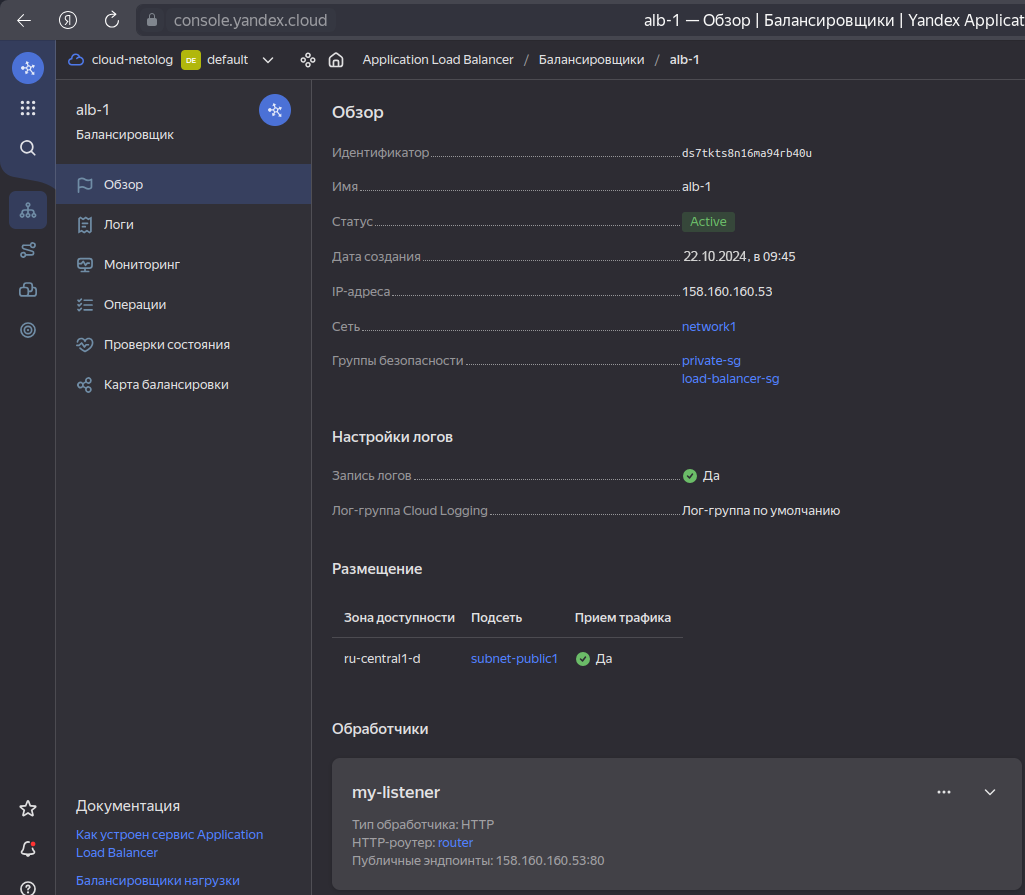 console.yandex.cloud
alb-1 — Обзор | Балансировщики | Yandex Applicat
cloud-netolog DE default
Application Load Balancer / Балансировщики / alb-1
alb-1
Балансировщик
Обзор
Логи
Мониторинг
Операции
Проверки состояния
Карта балансировки
Документация
Как устроен сервис Application
Load Balancer
Балансировщики нагрузки
Обзор
Идентификатор ds7tkts8n16ma94rb40u
Имя alb-1
Статус Active
Дата создания 22.10.2024, в 09:45
IP-адреса 158.160.160.53
Сеть network1
Группы безопасности private-sg
load-balancer-sg
Настройки логов
Запись логов Да
Лог-группа Cloud Logging Лог-группа по умолчанию
Размещение
Зона доступности Подсеть Прием трафика
ru-central1-d subnet-public1 Да
Обработчики
my-listener
Тип обработчика: HTTP
HTTP-роутер: router
Публичные эндпоинты: 158.160.160.53:80